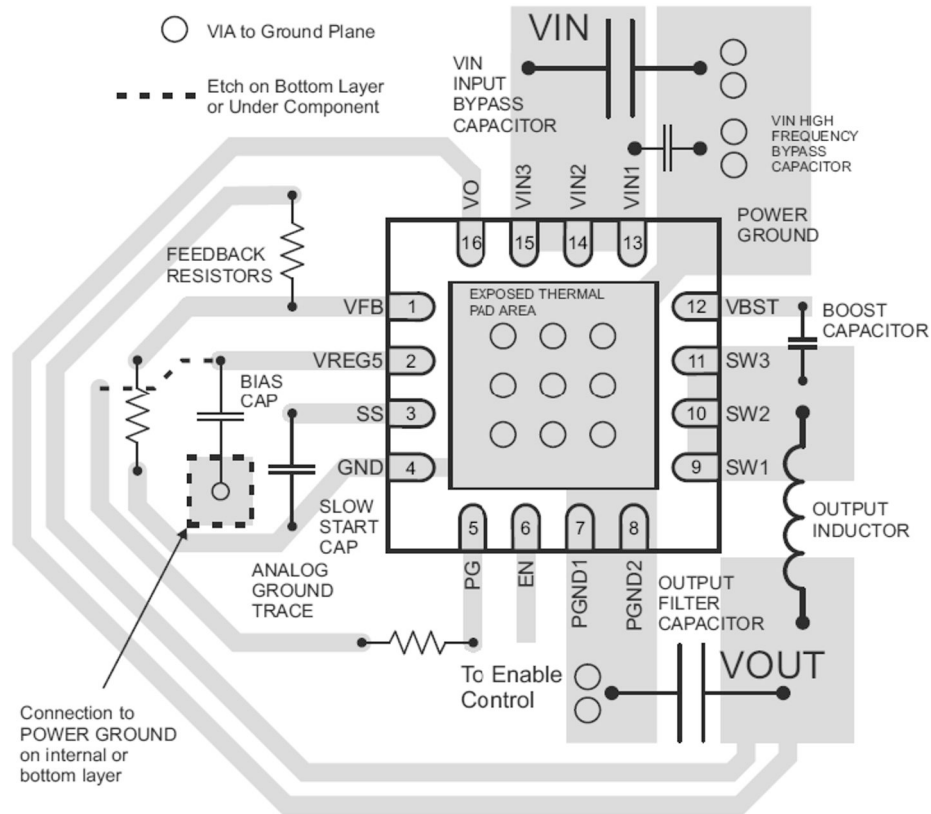 VIA to Ground Plane
Etch on Bottom Layer
or Under Component
VIN
VIN
INPUT
BYPASS
CAPACITOR
VIN HIGH
FREQUENCY
BYPASS
CAPACITOR
VO
VIN3
VIN2
VIN1
POWER
GROUND
16
15
14
13
FEEDBACK
RESISTORS
EXPOSED THERMAL
PAD AREA
VFB
1
12
VBST
BOOST
CAPACITOR
VREG5
2
11
SW3
BIAS
CAP
SS
3
10
SW2
GND
4
9
SW1
SLOW
START
CAP
OUTPUT
INDUCTOR
5
6
7
8
ANALOG
GROUND
TRACE
PG
EN
PGND1
PGND2
OUTPUT
FILTER
CAPACITOR
To Enable
Control
VOUT
Connection to
POWER GROUND
on internal or
bottom layer